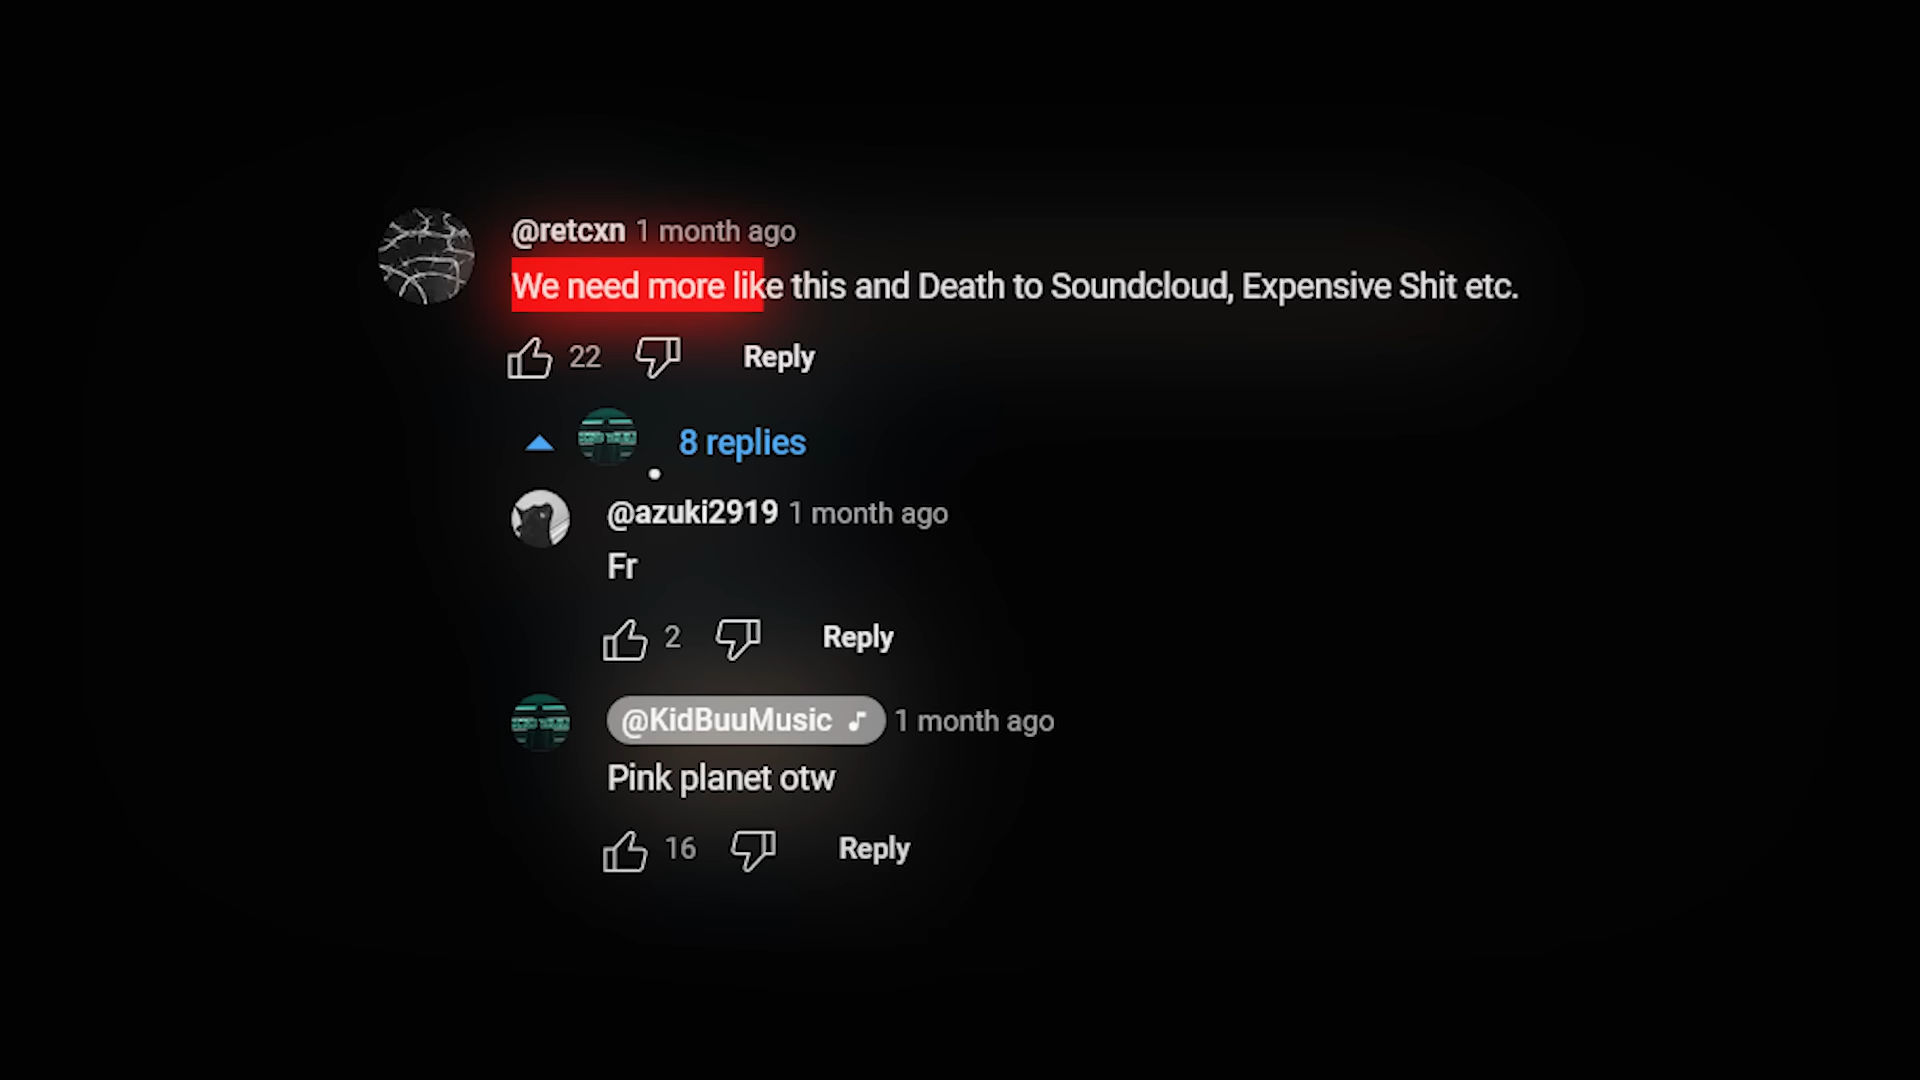 @retcxn 1 month ago
We need more like this and Death to Soundcloud, Expensive Shit etc.
22 Reply
8 replies
@azuki2919 1 month ago
Fr
2 Reply
@KidBuuMusic 1 month ago
Pink planet otw
16 Reply